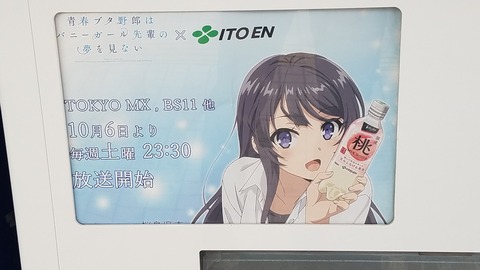 青春ブタ野郎は
バニーガール先輩の
夢を見ない
×
ITO EN
TOKYO MX , BS11 他
10月6日より
毎週土曜 23:30
放送開始
桃